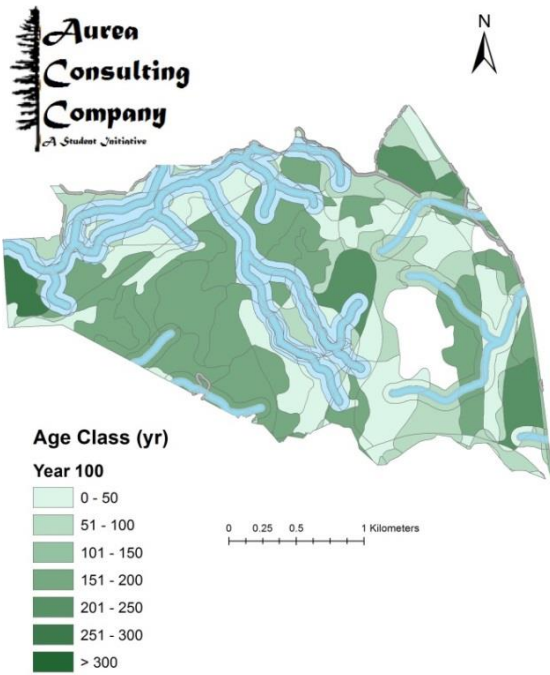 Aurea
Consulting
Company
A Student Initiative
N
Age Class (yr)
Year 100
0 - 50
51 - 100
101 - 150
151 - 200
201 - 250
251 - 300
> 300
0 0.25 0.5 1 Kilometers